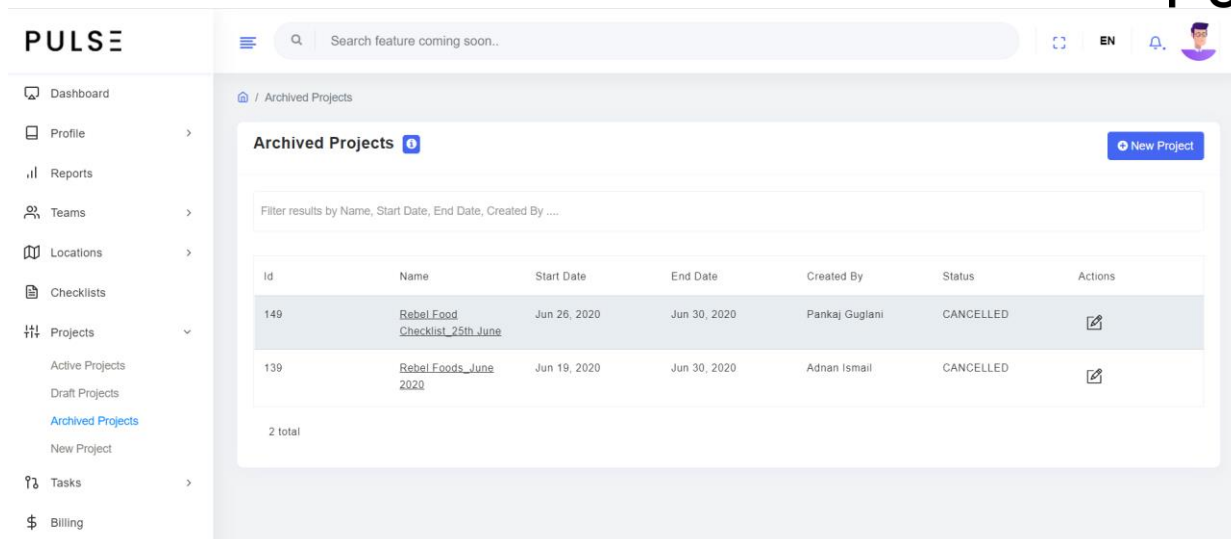 PULSΞ
Search feature coming soon..
EN
Dashboard
Profile
Reports
Teams
Locations
Checklists
Projects
Active Projects
Draft Projects
Archived Projects
New Project
Tasks
$ Billing
/ Archived Projects
Archived Projects
New Project
Filter results by Name, Start Date, End Date, Created By ....
Id Name Start Date End Date Created By Status Actions
149 Rebel Food Jun 26, 2020 Jun 30, 2020 Pankaj Guglani CANCELLED
Checklist_25th June
139 Rebel Foods_June Jun 19, 2020 Jun 30, 2020 Adnan Ismail CANCELLED
2020
2 total